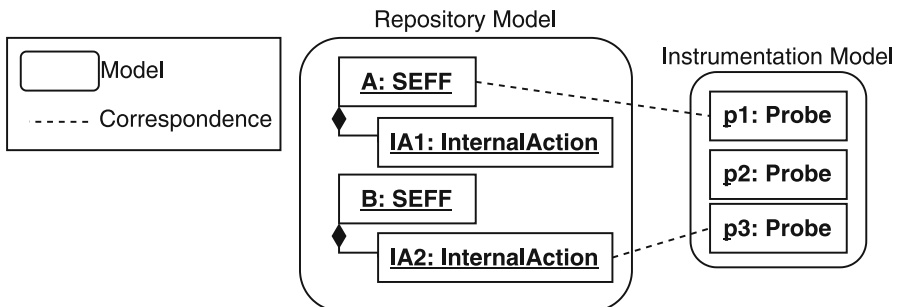 Repository Model
Model
Correspondence
A: SEFF
IA1: InternalAction
B: SEFF
IA2: InternalAction
Instrumentation Model
p1: Probe
p2: Probe
p3: Probe